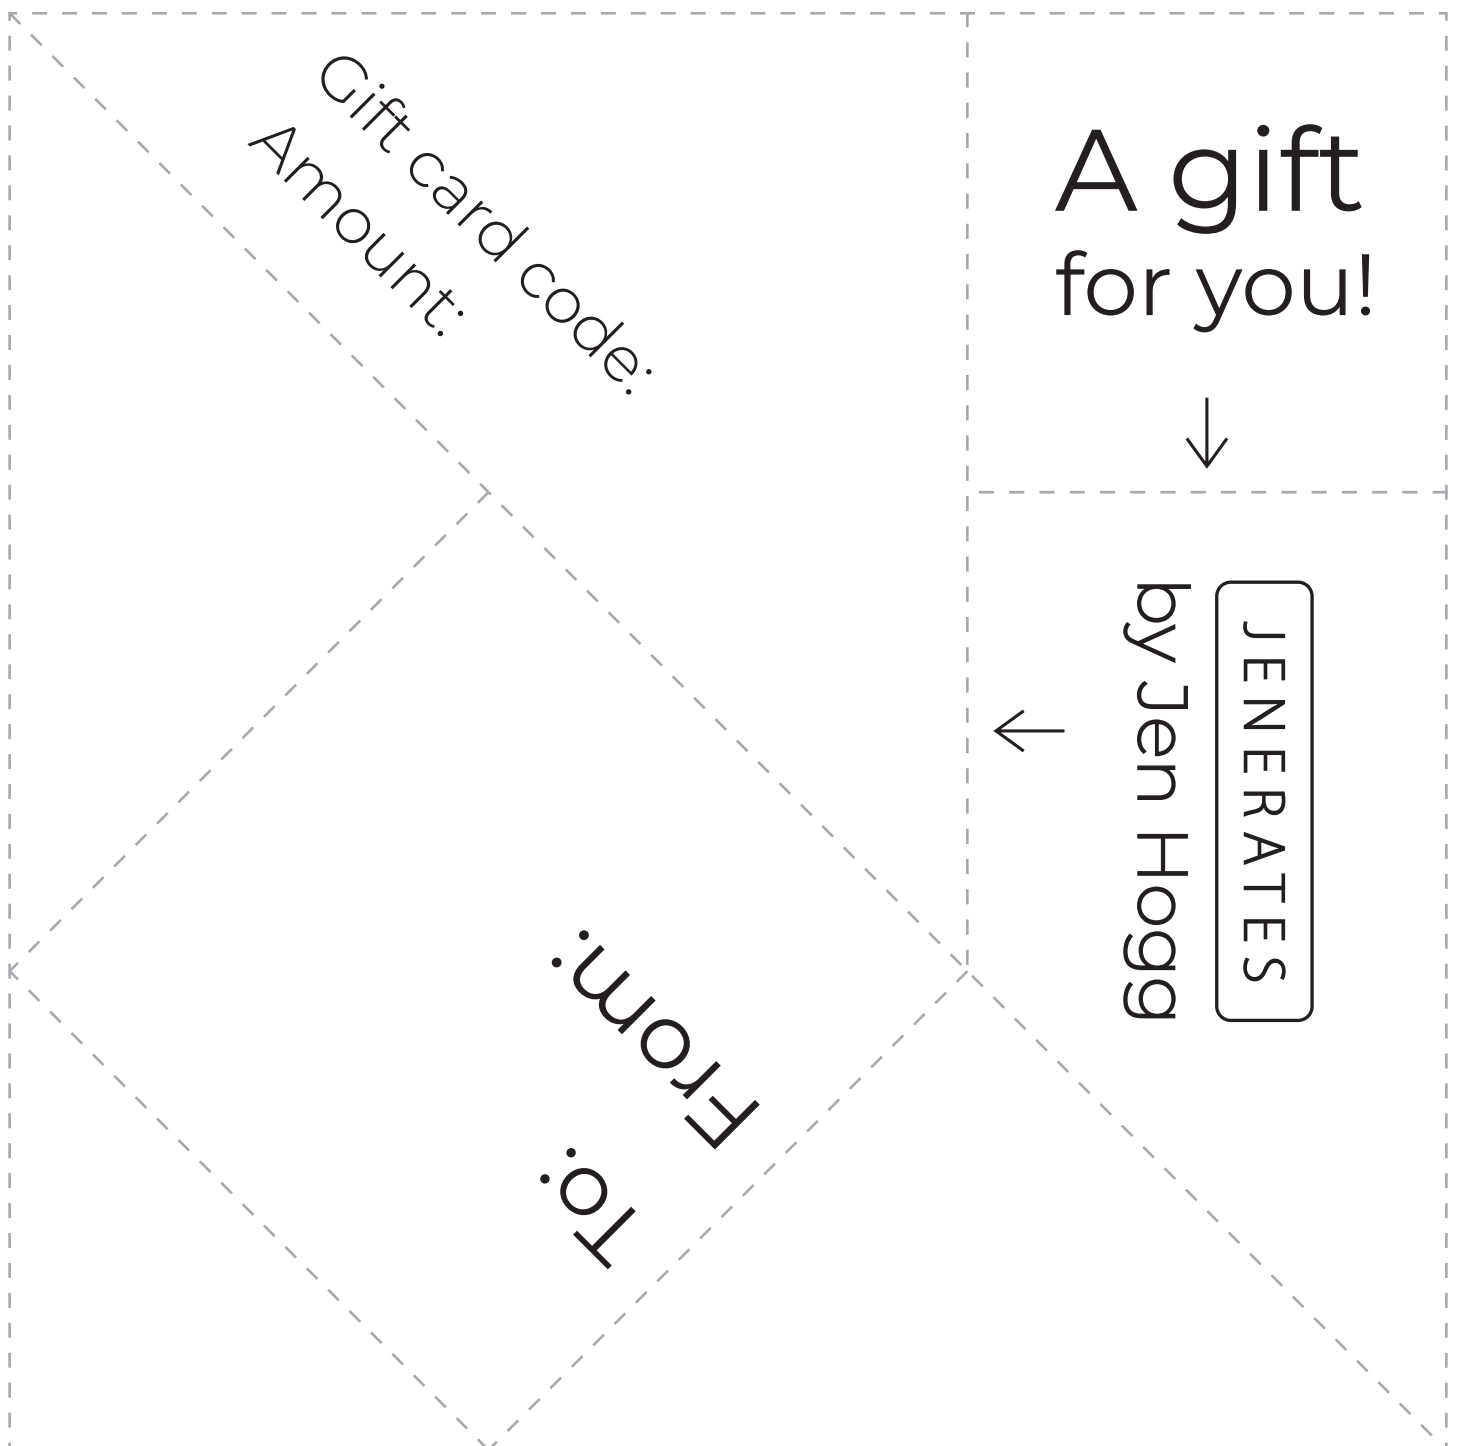 Gift card code:
Amount:
A gift
for you!
JENERATES
by Jen Hogg
To:
From: